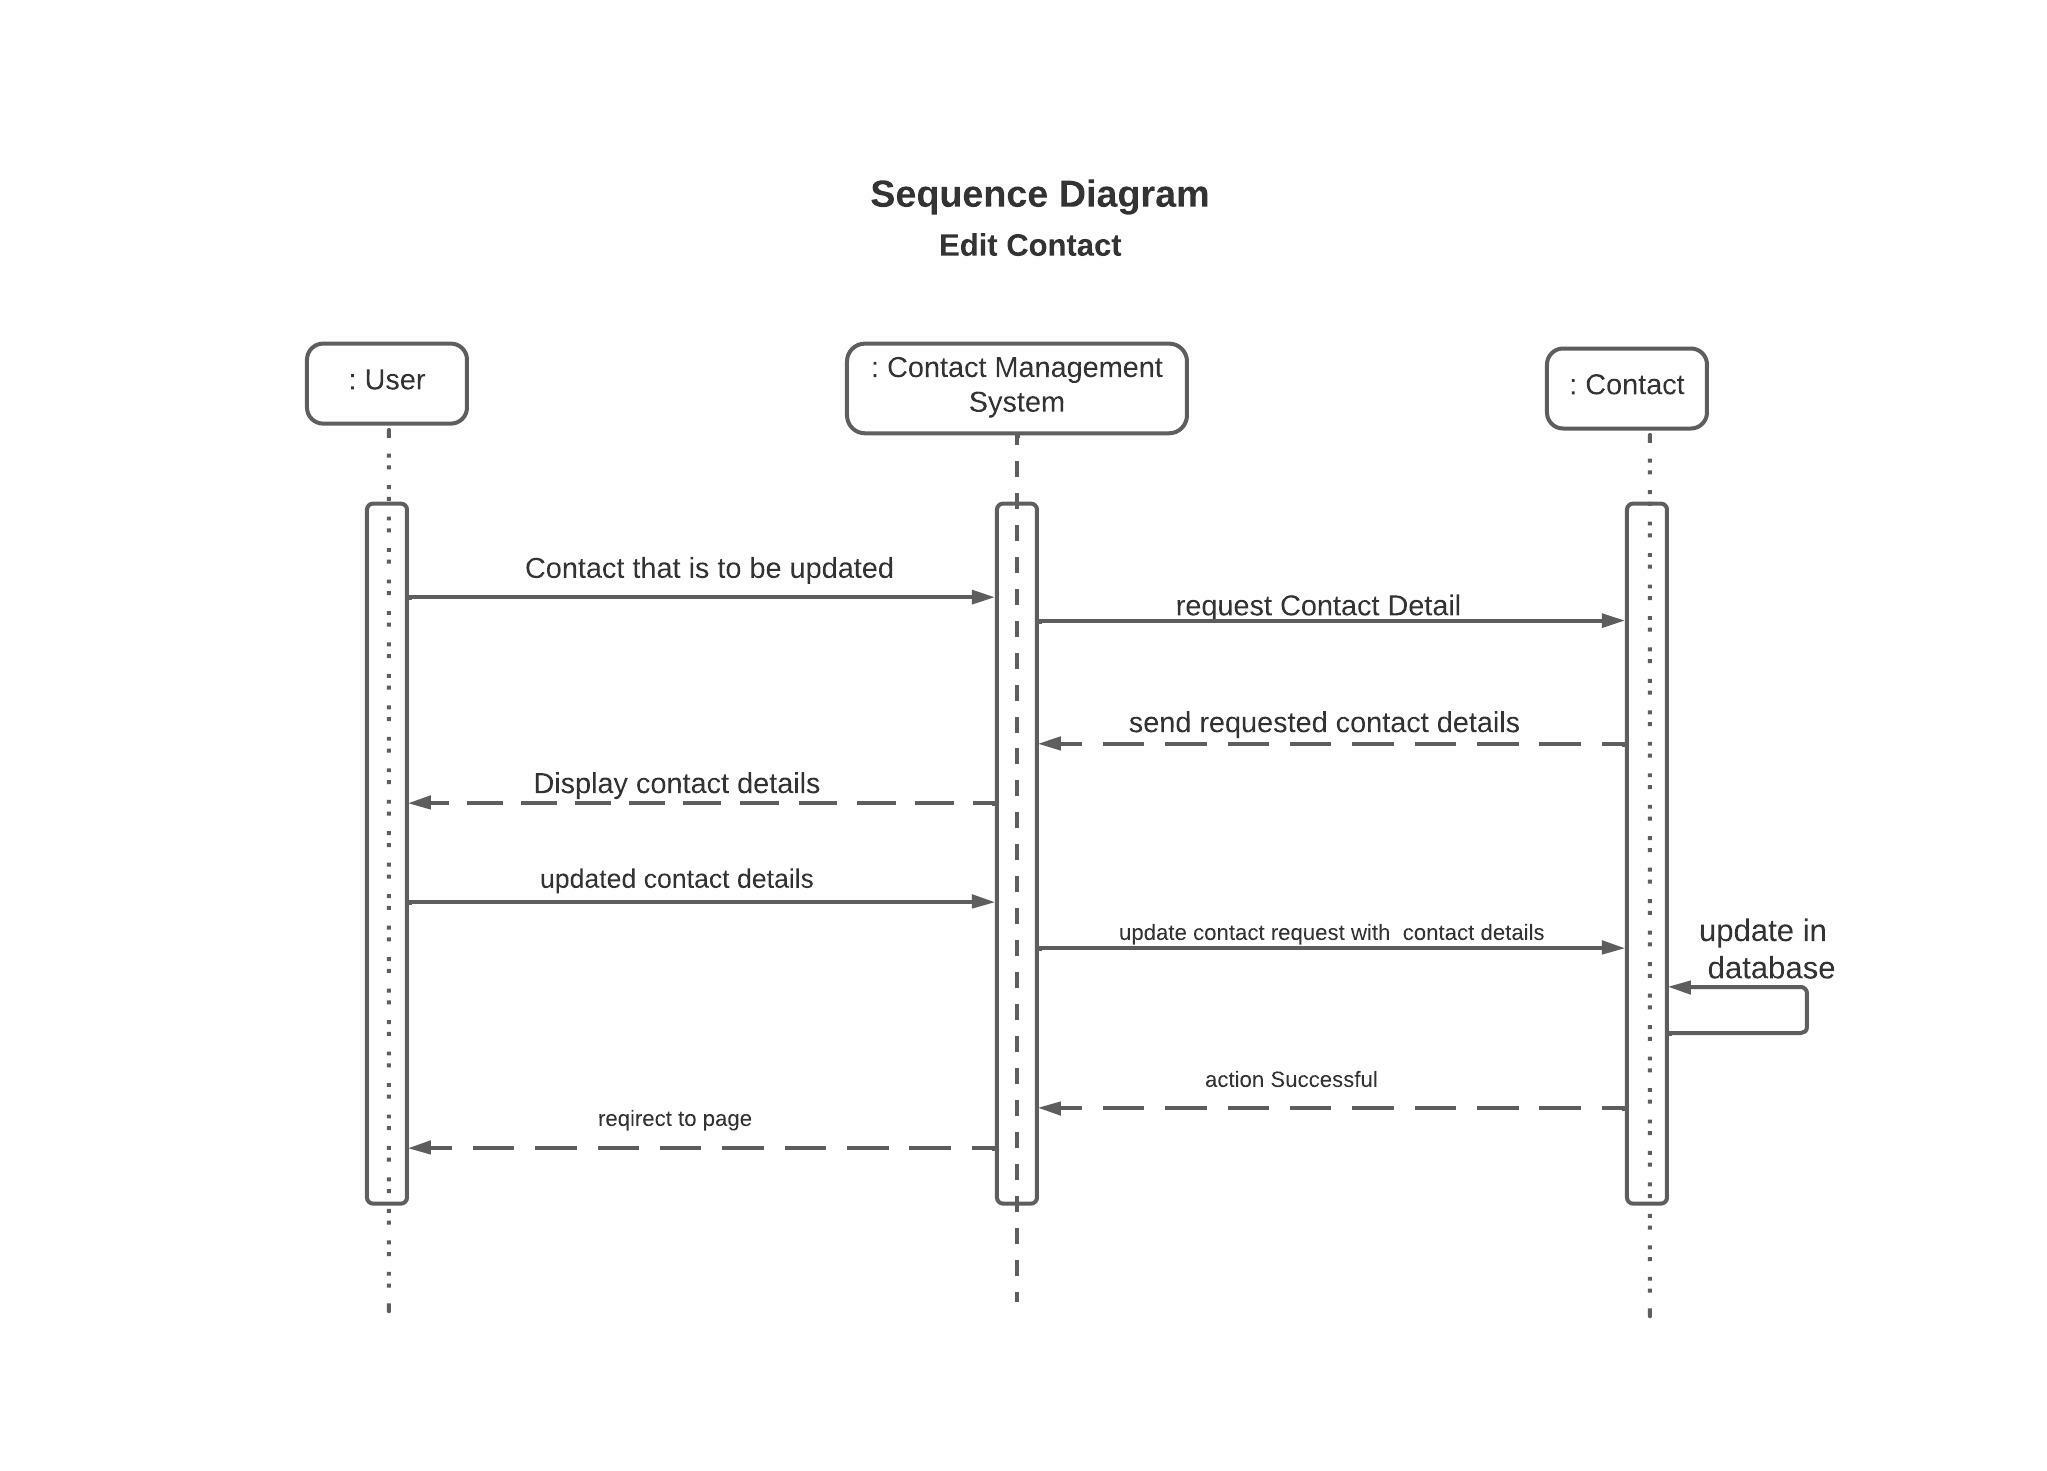 Sequence Diagram
Edit Contact
: User
: Contact Management
System
: Contact
Contact that is to be updated
request Contact Detail
send requested contact details
Display contact details
updated contact details
update contact request with  contact details
update in
database
action Successful
reqirect to page